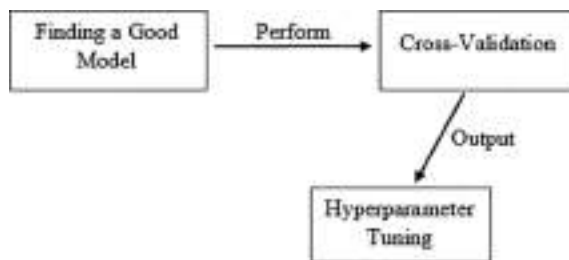 Finding a Good
Model
Perform
Cross-Validation
Output
Hyperparameter
Tuning